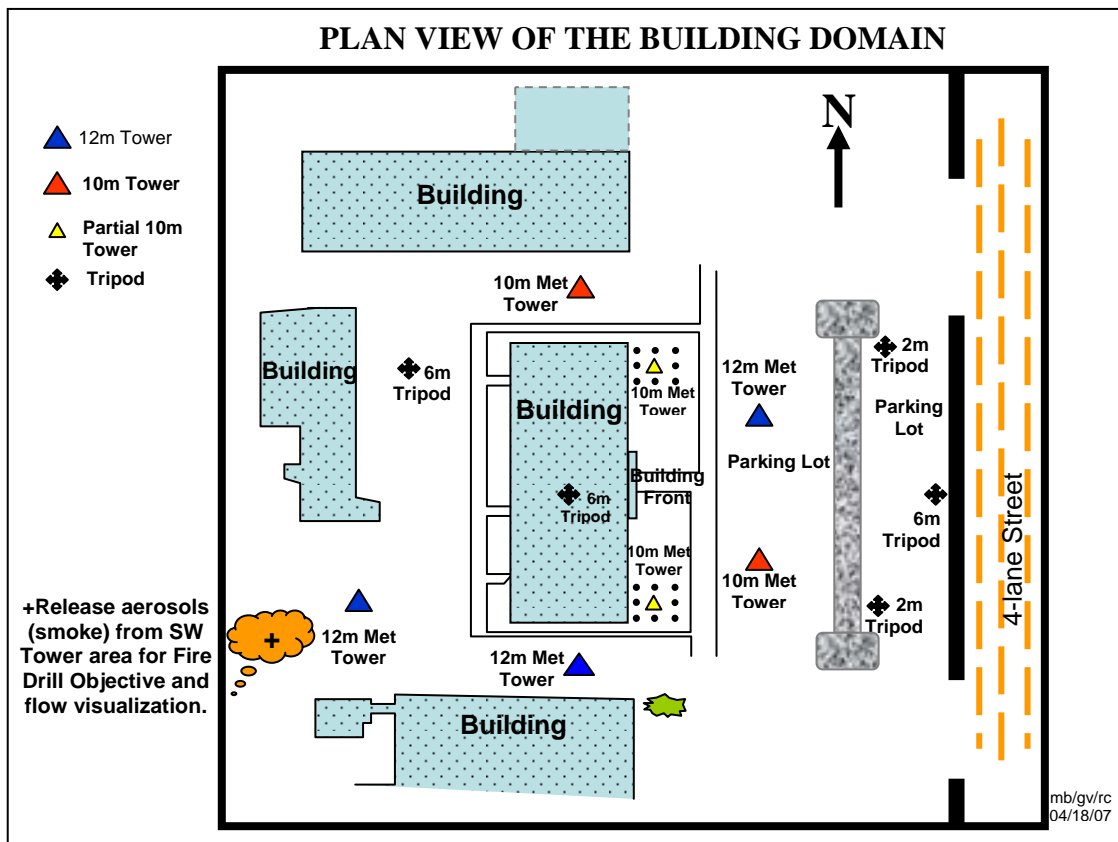 PLAN VIEW OF THE BUILDING DOMAIN
12m Tower
10m Tower
Partial 10m
Tower
Tripod
N
Building
10m Met
Tower
Building
6m
Tripod
Building
10m Met
Tower
12m Met
Tower
2m
Tripod
Parking
Lot
Parking Lot
Building
Front
6m
Tripod
6m
Tripod
4-lane Street
10m Met
Tower
10m Met
Tower
2m
Tripod
+Release aerosols
(smoke) from SW
Tower area for Fire
Drill Objective and
flow visualization.
+
12m Met
Tower
12m Met
Tower
Building
mb/gv/rc
04/18/07